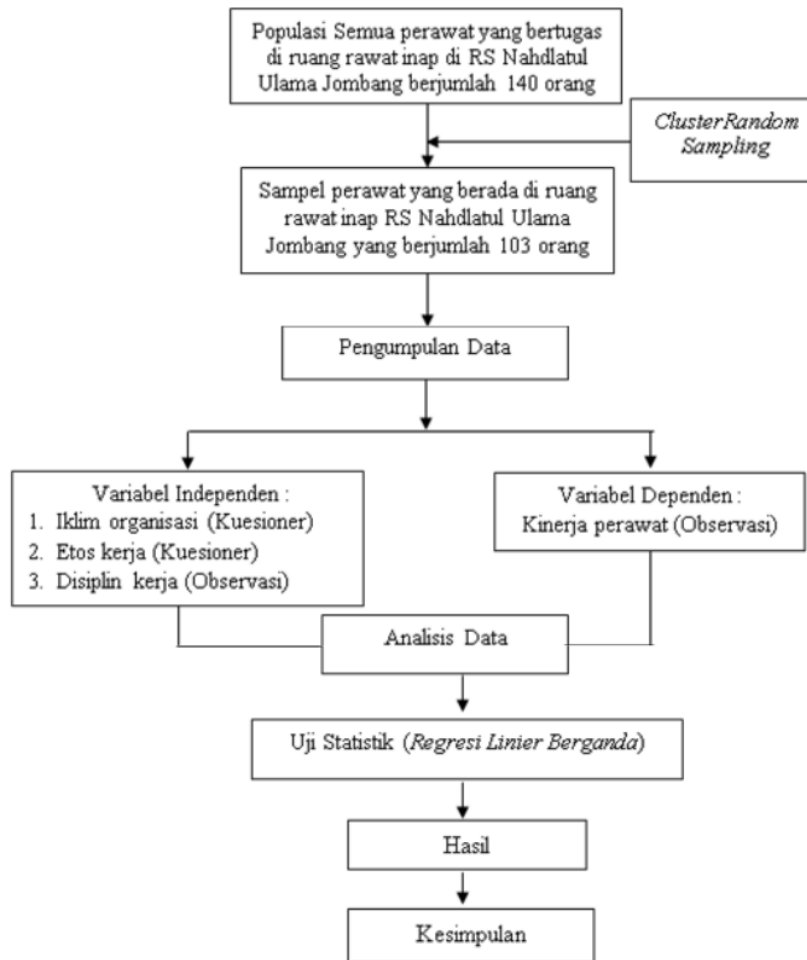 Populasi Semua perawat yang bertugas
di ruang rawat inap di RS Nahdlatul
Ulama Jombang berjumlah 140 orang
ClusterRandom
Sampling
Sampel perawat yang berada di ruang
rawat inap RS Nahdlatul Ulama
Jombang yang berjumlah 103 orang
Pengumpulan Data
Variabel Independen :
1. Iklim organisasi (Kuesioner)
2. Etos kerja (Kuesioner)
3. Disiplin kerja (Observasi)
Variabel Dependen :
Kinerja perawat (Observasi)
Analisis Data
Uji Statistik (Regresi Linier Berganda)
Hasil
Kesimpulan